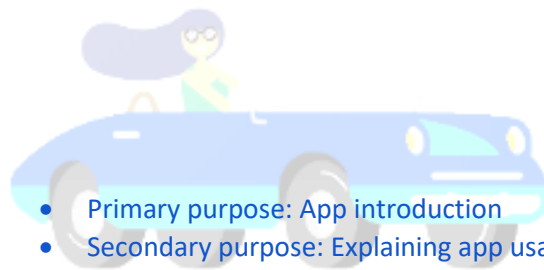 • Primary purpose: App introduction
• Secondary purpose: Explaining app